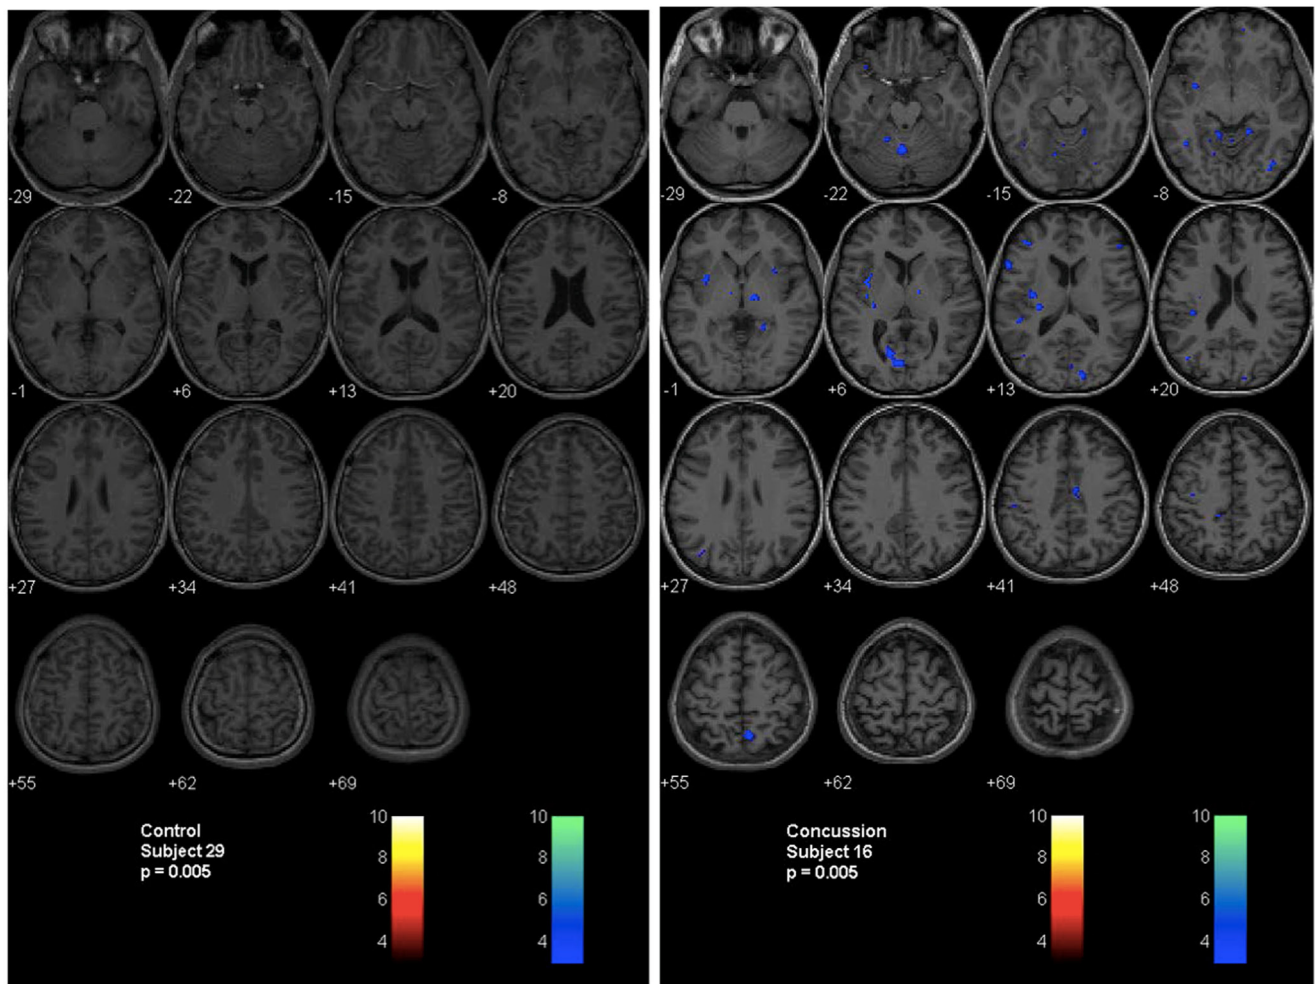 -29 -22 -15 -8
-1 +6 +13 +20
+27 +34 +41 +48
+55 +62 +69
Control
Subject 29
p = 0.005
10
8
6
4
10
8
6
4
-29 -22 -15 -8
-1 +6 +13 +20
+27 +34 +41 +48
+55 +62 +69
Concussion
Subject 16
p = 0.005
10
8
6
4
10
8
6
4